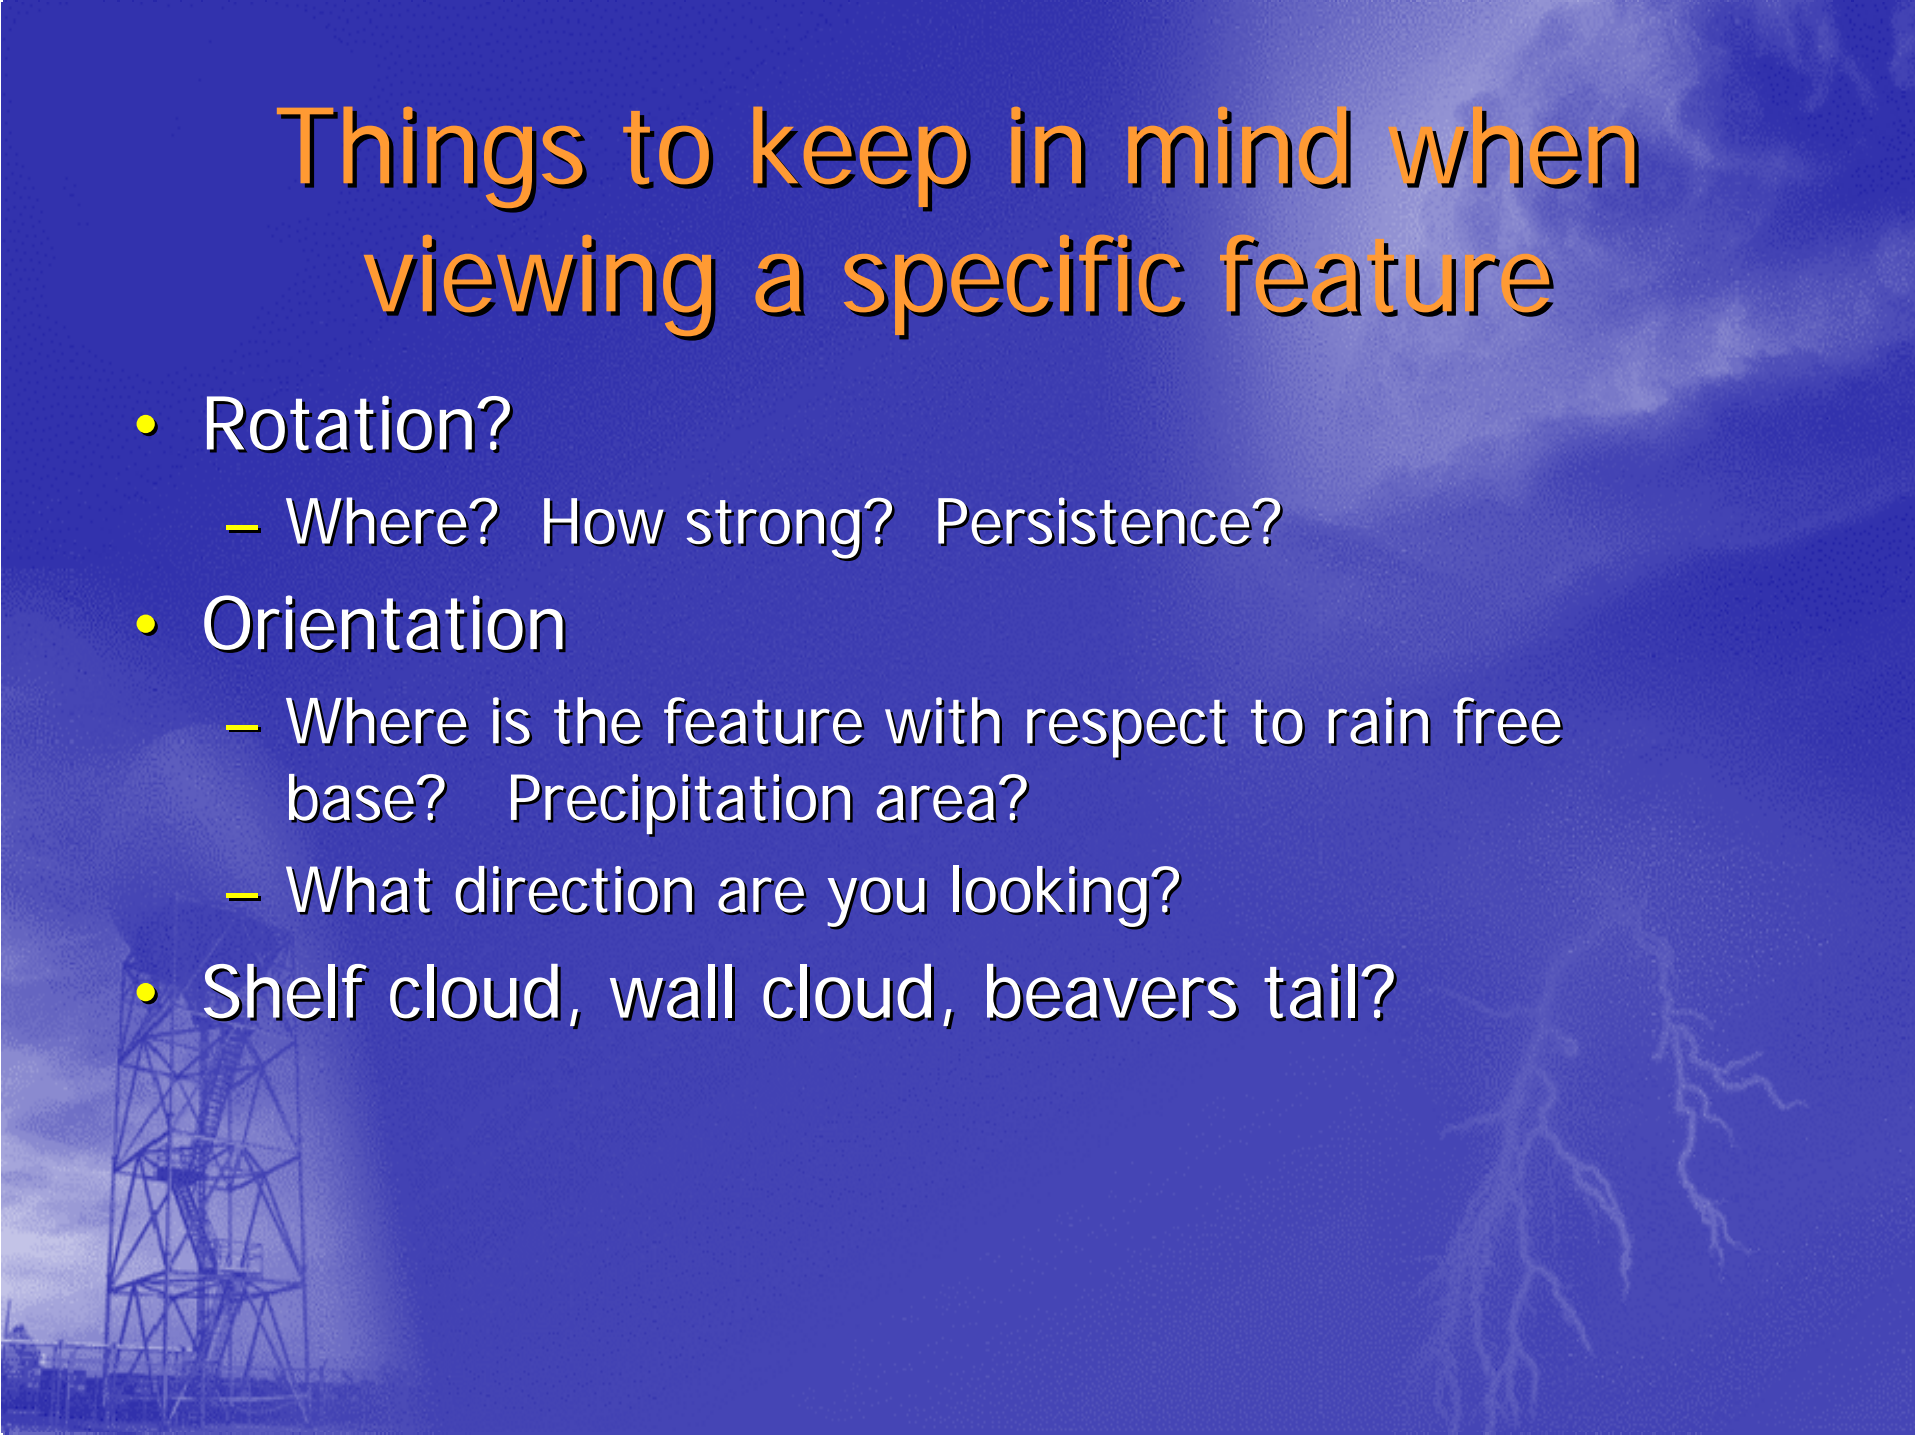 Things to keep in mind when
viewing a specific feature
• Rotation?
– Where?  How strong?  Persistence?
• Orientation
– Where is the feature with respect to rain free
base?   Precipitation area?
– What direction are you looking?
• Shelf cloud, wall cloud, beavers tail?